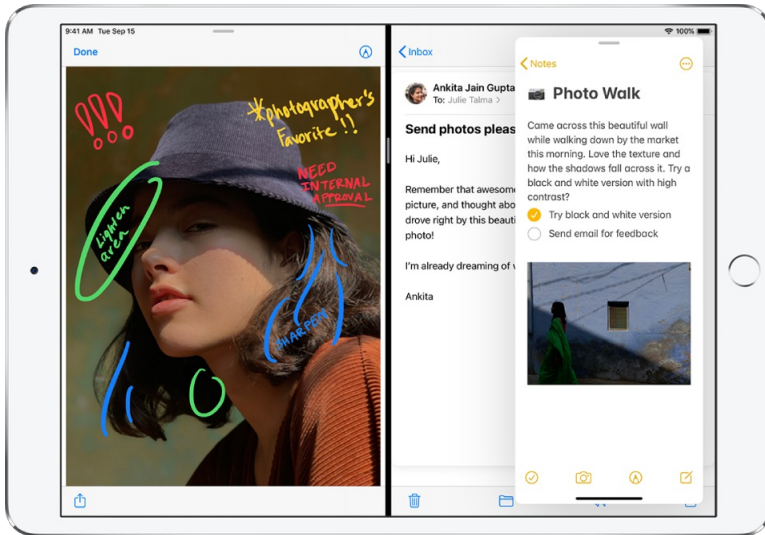 9:41 AM Tue Sep 15
100%
Done
!!!
*photographer's
Favorite!!
NEED
INTERNAL
APPROVAL
Lighten
area
SHARPEN
Inbox
Ankita Jain Gupta
To: Julie Talma >
Send photos pleas
Hi Julie,
Remember that awesom
picture, and thought abo
drove right by this beauti
photo!
I'm already dreaming of v
Ankita
Notes
Photo Walk
Came across this beautiful wall
while walking down by the market
this morning. Love the texture and
how the shadows fall across it. Try a
black and white version with high
contrast?
Try black and white version
Send email for feedback